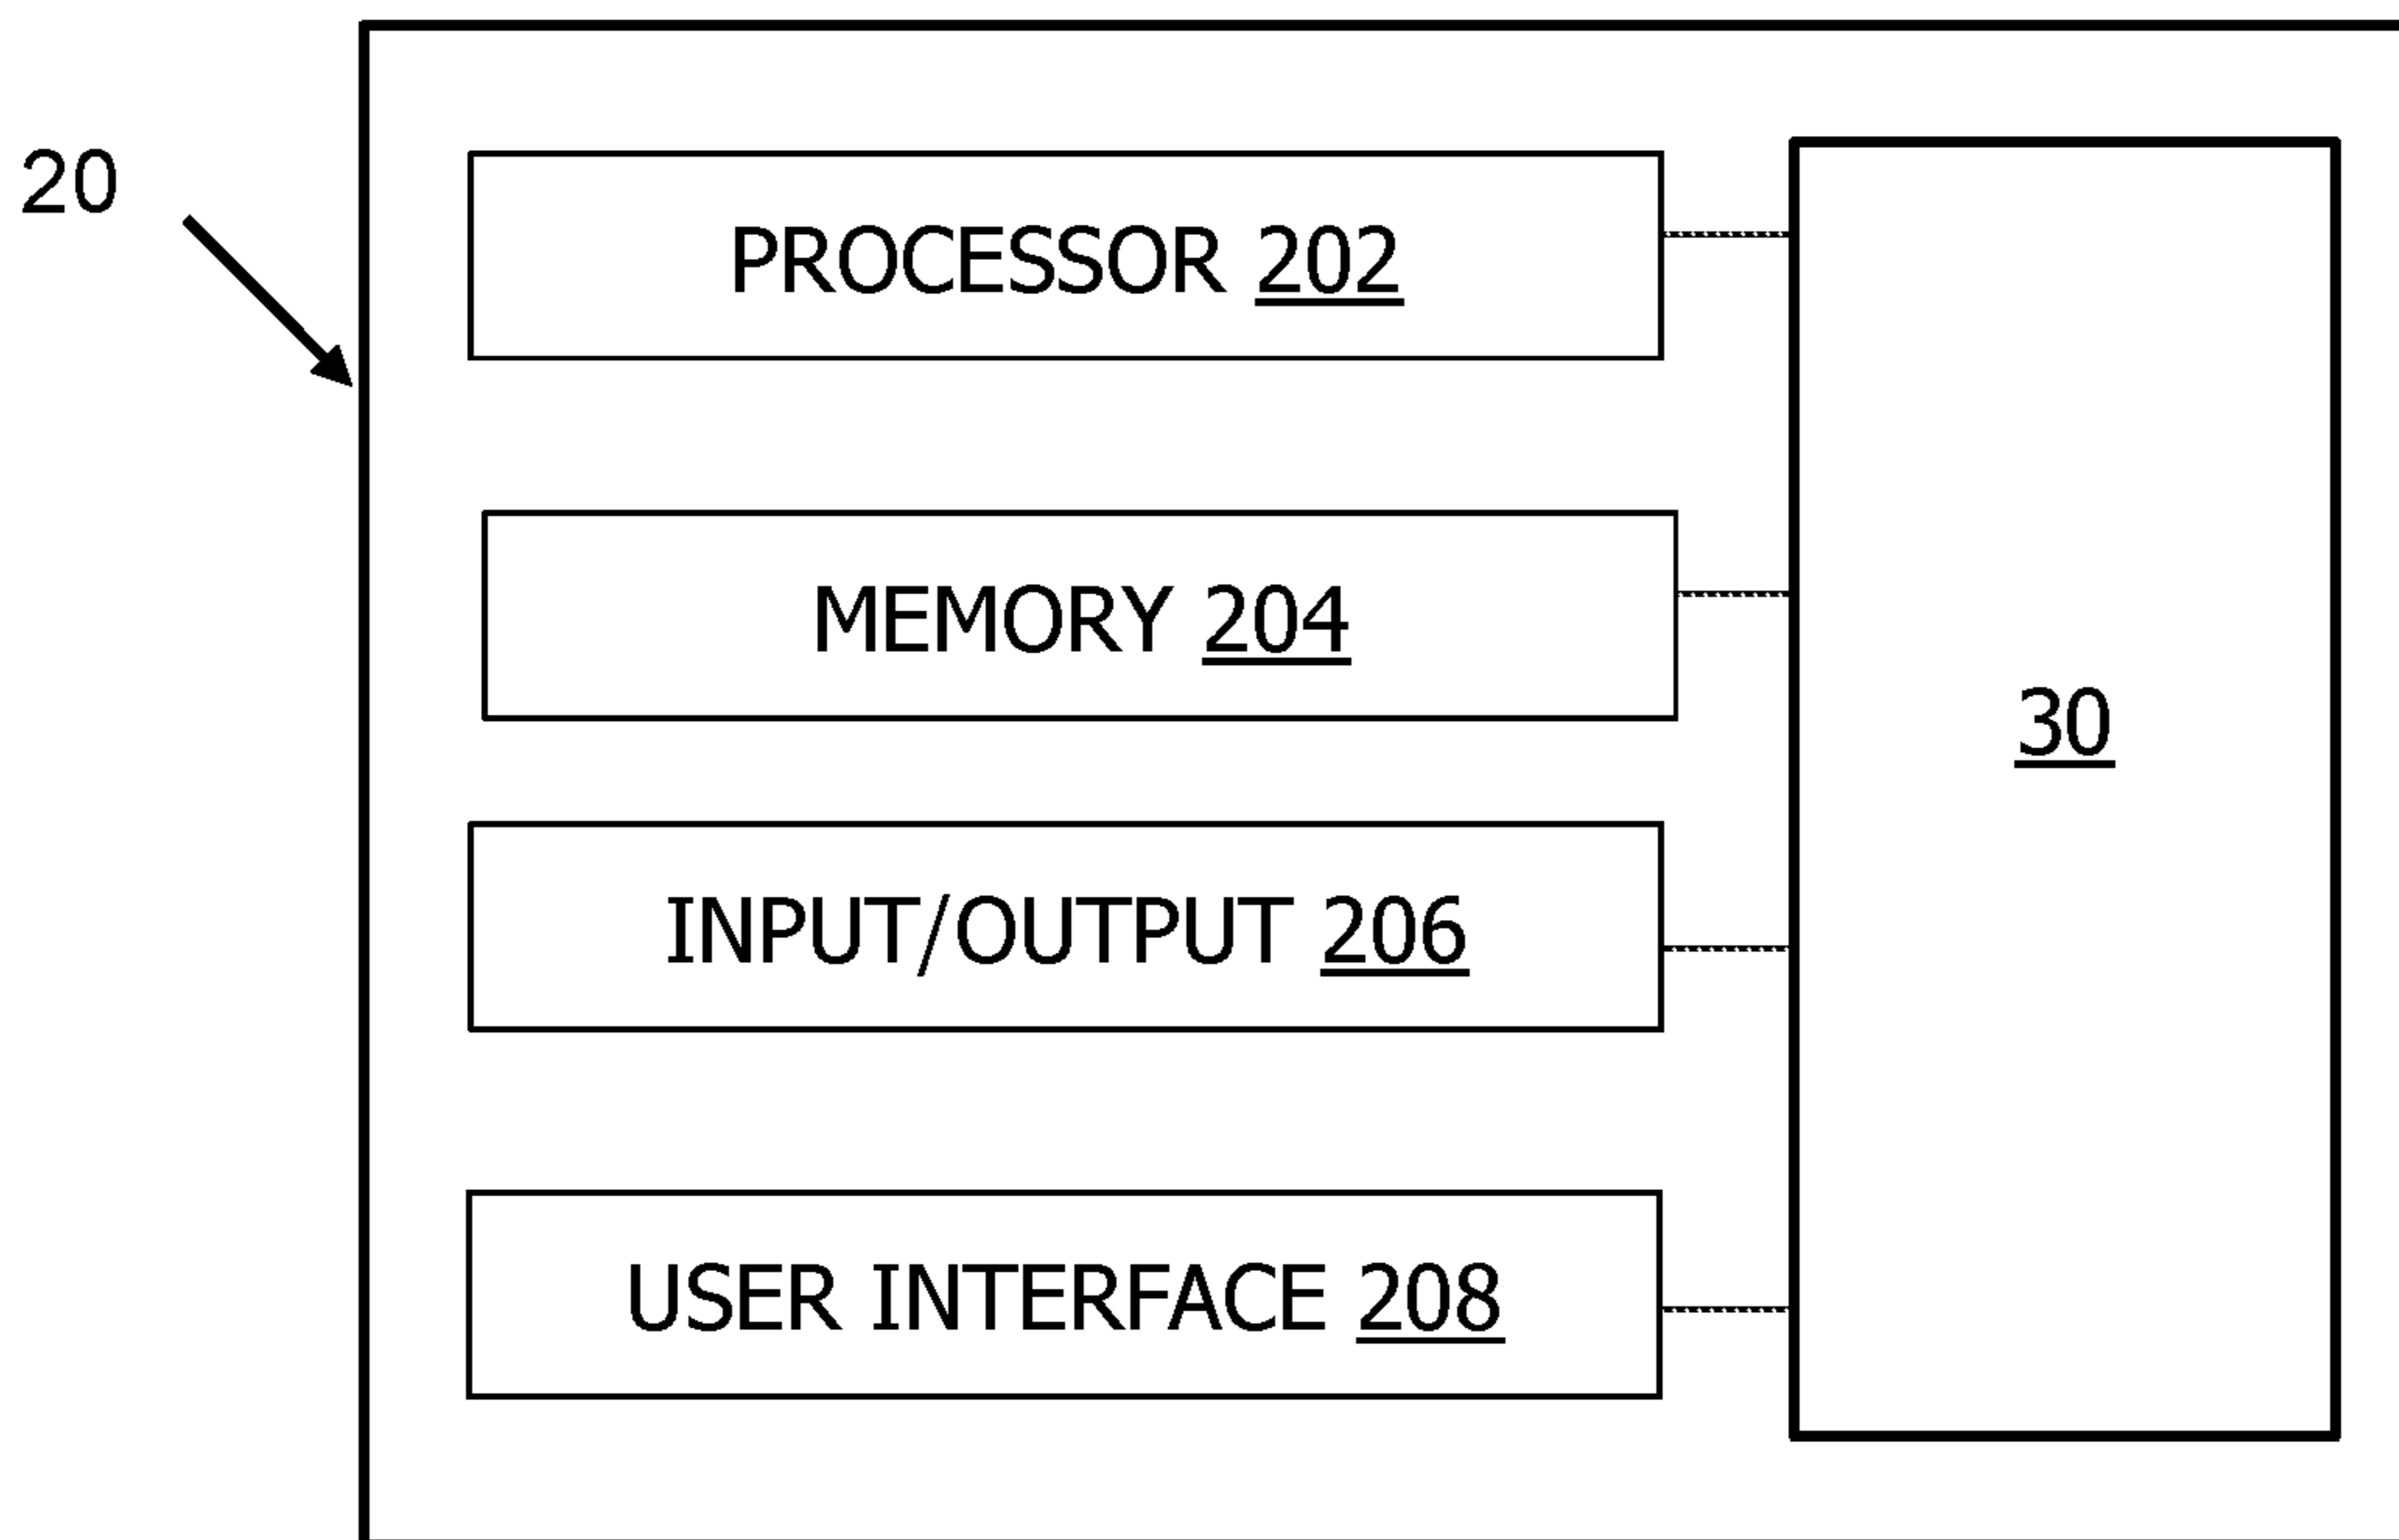 20
PROCESSOR 202
MEMORY 204
30
INPUT/OUTPUT 206
USER INTERFACE 208